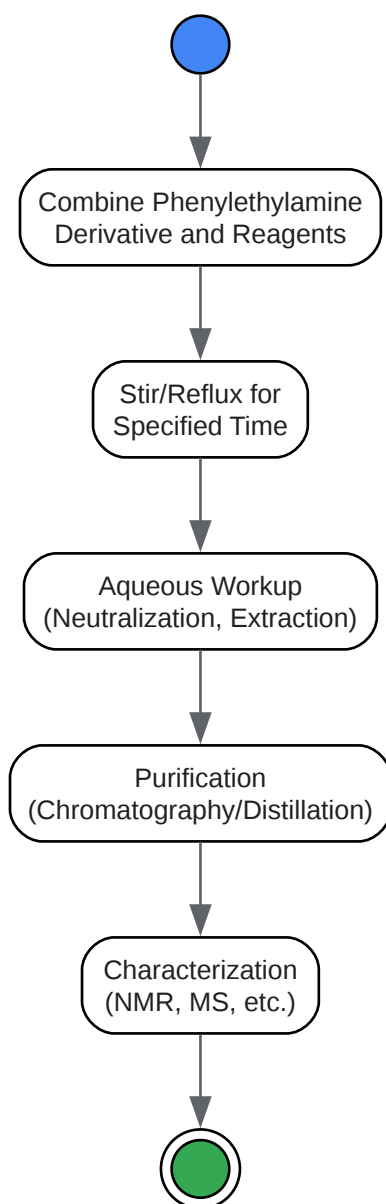 Combine Phenylethylamine
Derivative and Reagents
Stir/Reflux for
Specified Time
Aqueous Workup
(Neutralization, Extraction)
Purification
(Chromatography/Distillation)
Characterization
(NMR, MS, etc.)